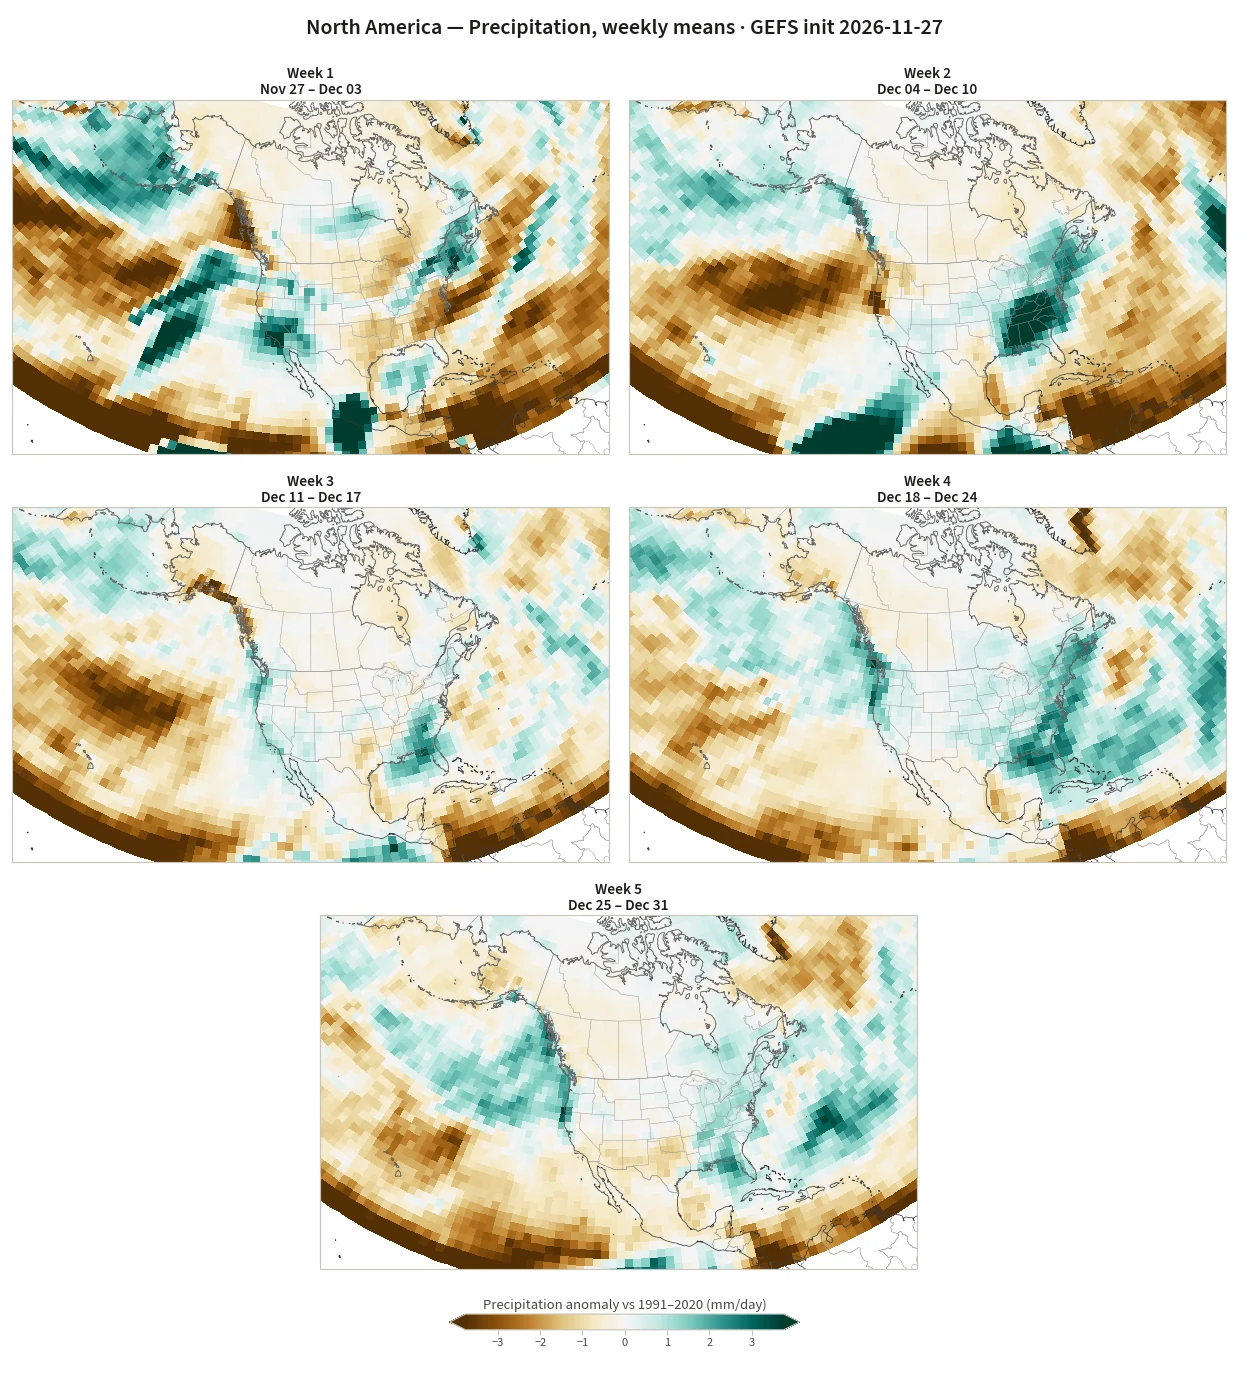 North America — Precipitation, weekly means · GEFS init 2026-11-27
Week 1
Nov 27 – Dec 03
Week 2
Dec 04 – Dec 10
Week 3
Dec 11 – Dec 17
Week 4
Dec 18 – Dec 24
Week 5
Dec 25 – Dec 31
Precipitation anomaly vs 1991–2020 (mm/day)
−3 −2 −1 0 1 2 3